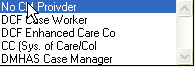 No Proivder
DCF Case Worker
DCF Enhanced Care Co
CC (Sys. of Care/Col
DMHAS Case Manager